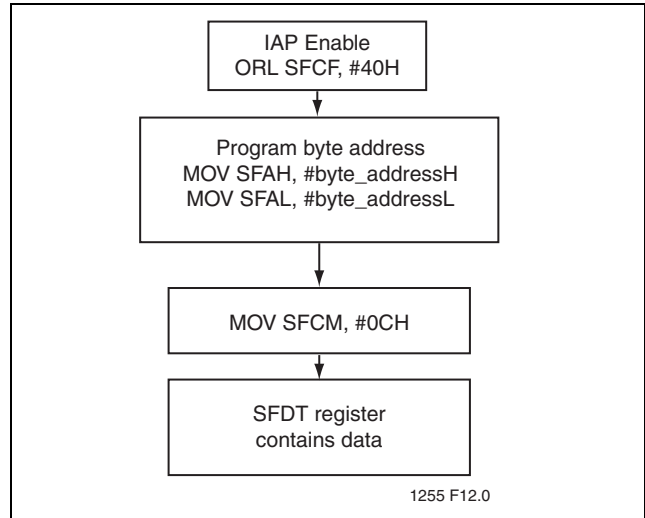 IAP Enable
ORL SFCF, #40H
Program byte address
MOV SFAH, #byte_addressH
MOV SFAL, #byte_addressL
MOV SFCM, #0CH
SFDT register
contains data
1255 F12.0